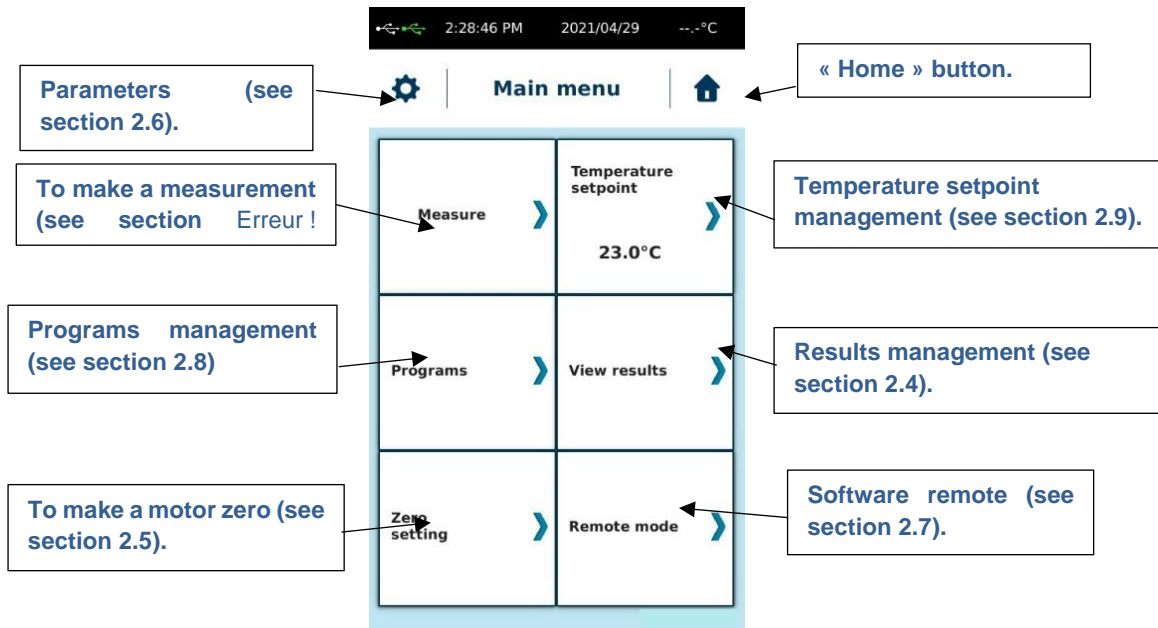 2:28:46 PM 2021/04/29 --.-°C
Main menu
« Home » button.
Parameters (see
section 2.6).
To make a measurement
(see section Erreur !
Measure
Temperature
setpoint
23.0°C
Temperature setpoint
management (see section 2.9).
Programs management
(see section 2.8)
Programs
View results
Results management (see
section 2.4).
To make a motor zero (see
section 2.5).
Zero
setting
Remote mode
Software remote (see
section 2.7).